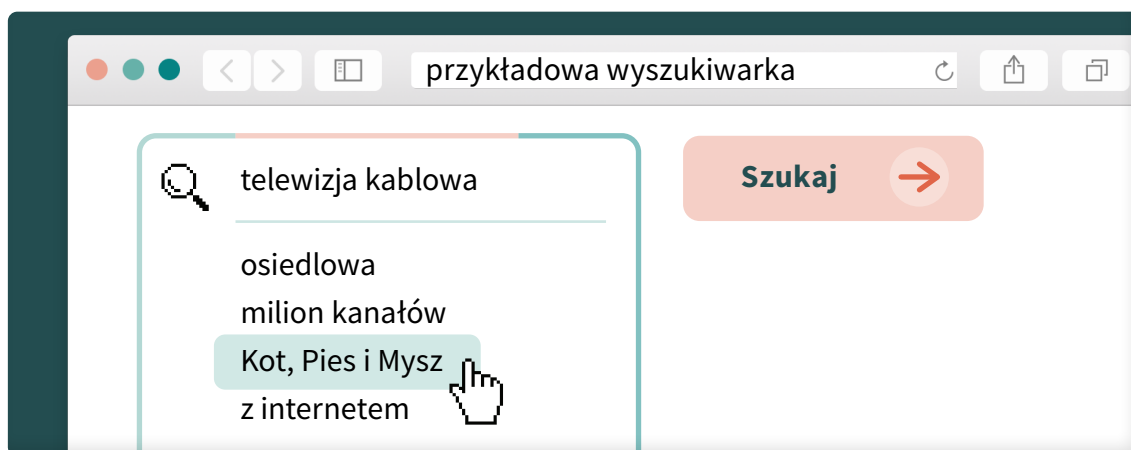 przykładowa wyszukiwarka
telewizja kablowa
Szukaj
osiedlowa
milion kanałów
Kot, Pies i Mysz
z internetem